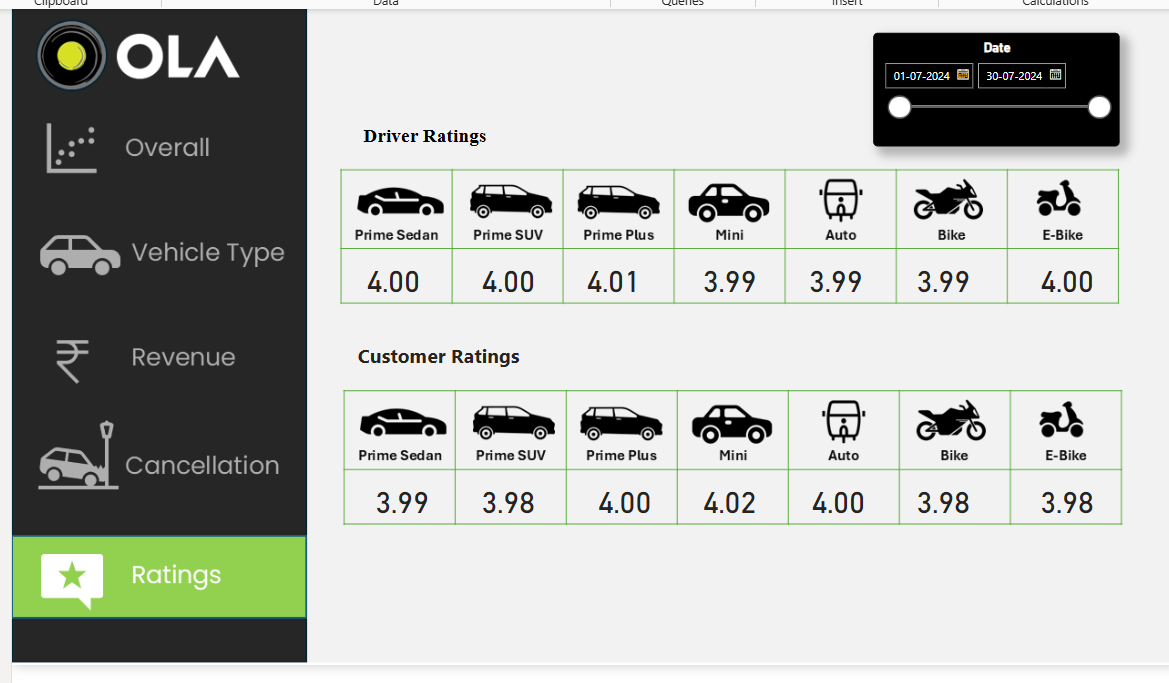 Clipboard Data Queries Insert Calculations
OLA
Overall
Vehicle Type
Revenue
Cancellation
Ratings
Date
01-07-2024 30-07-2024
Driver Ratings
Prime Sedan Prime SUV Prime Plus Mini Auto Bike E-Bike
4.00 4.00 4.01 3.99 3.99 3.99 4.00
Customer Ratings
Prime Sedan Prime SUV Prime Plus Mini Auto Bike E-Bike
3.99 3.98 4.00 4.02 4.00 3.98 3.98